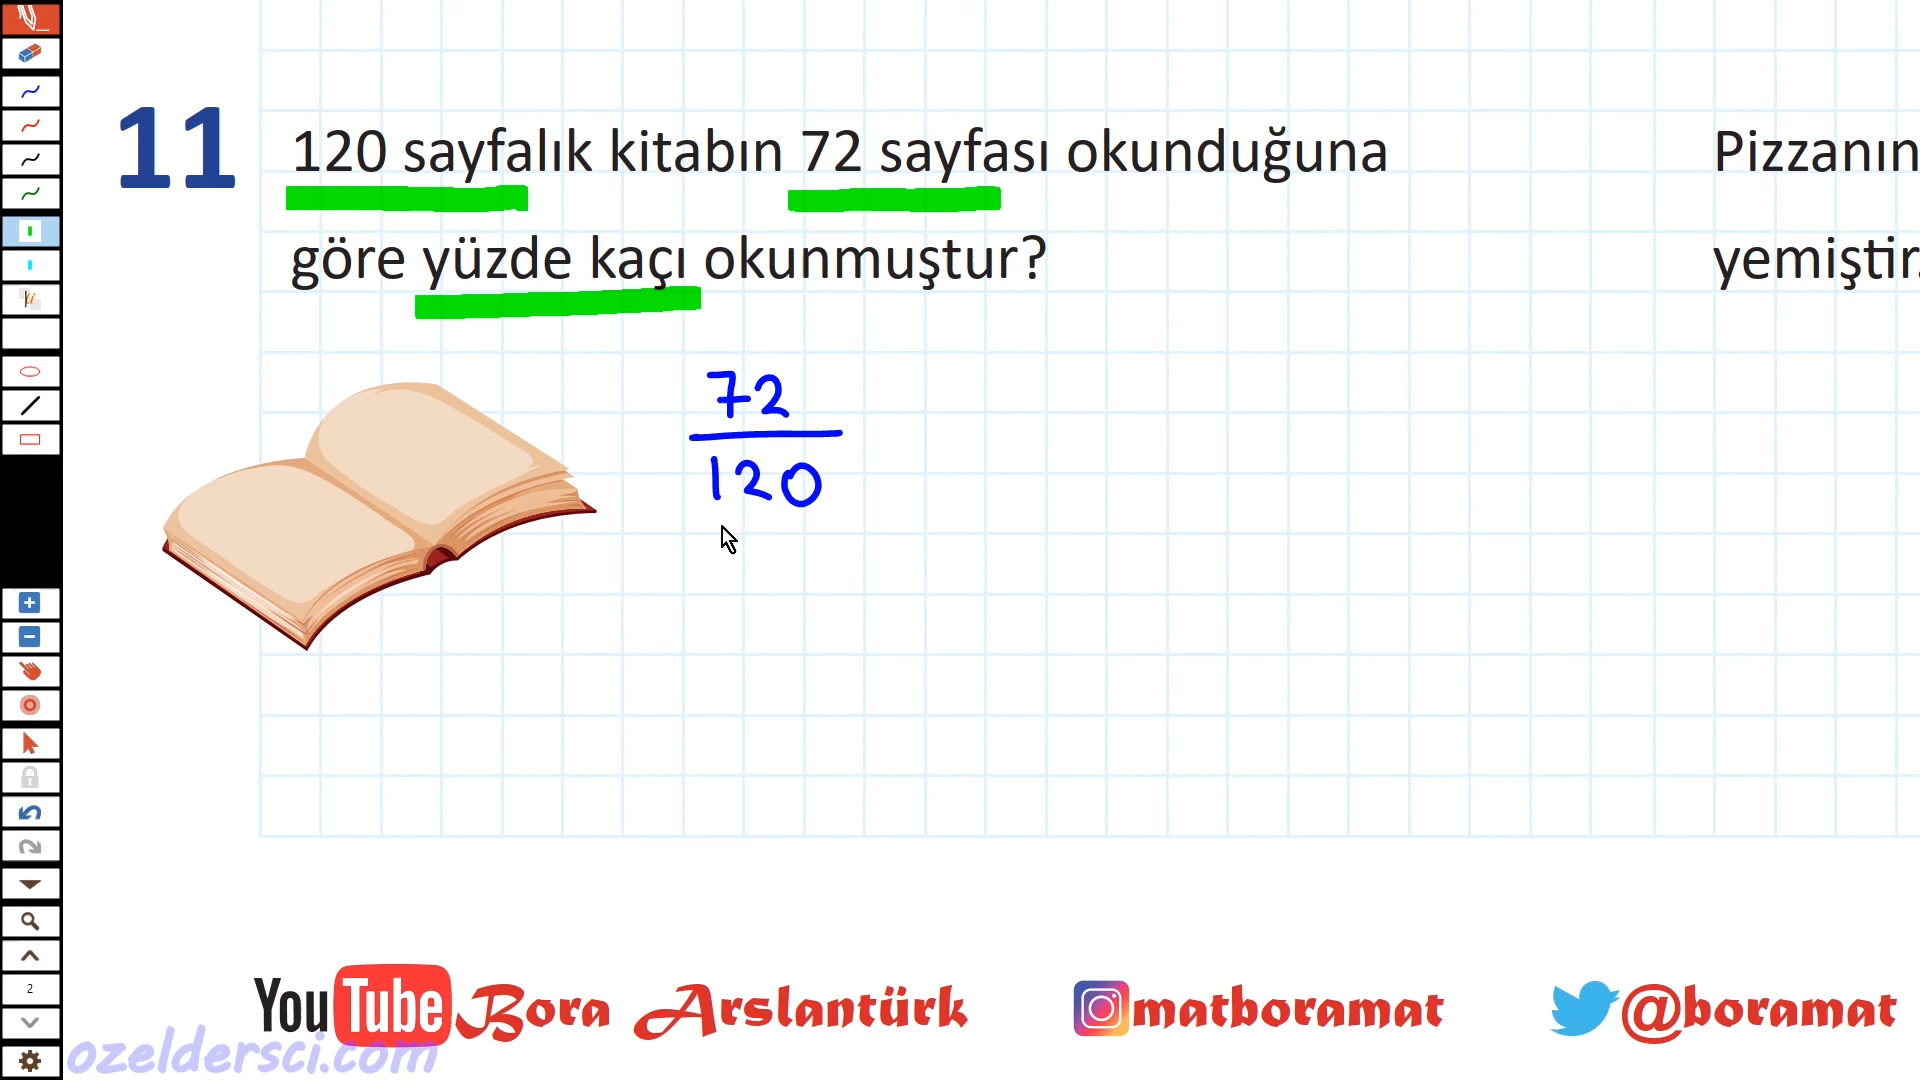 11
120 sayfalık kitabın 72 sayfası okunduğuna
göre yüzde kaçı okunmuştur?
Pizzanın
yemiştir.
72
120
2
YouTube Bora Arslantürk
matboramat
@boramat
ozeldersci.com